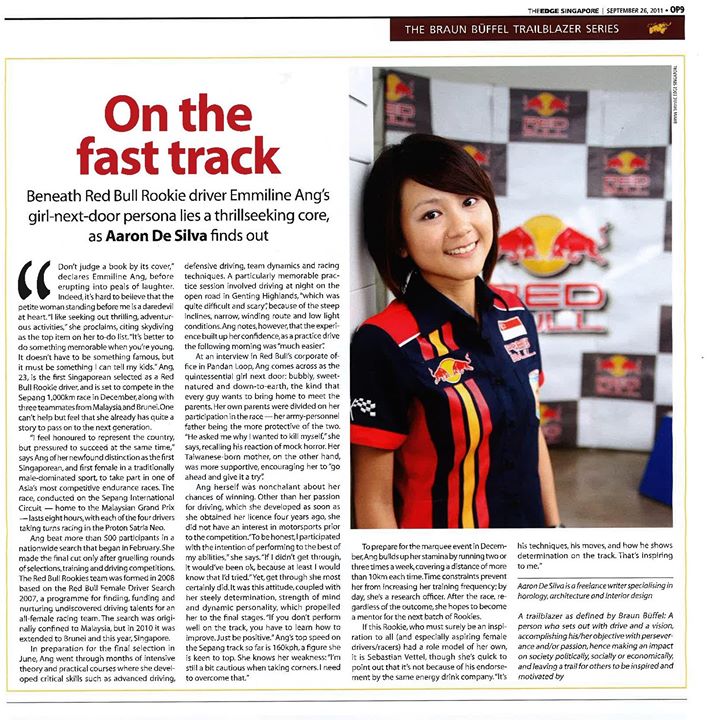 THEEDGE SINGAPORE | SEPTEMBER 26, 2011 • OP9
THE BRAUN BÜFFEL TRAILBLAZER SERIES
On the
fast track
Beneath Red Bull Rookie driver Emmiline Ang's
girl-next-door persona lies a thrillseeking core,
as Aaron De Silva finds out
“Don't judge a book by its cover,”
declares Emmiline Ang, before
erupting into peals of laughter.
Indeed, it's hard to believe that the
petite woman standing before me is a daredevil
at heart. “I like seeking out thrilling, adventur-
ous activities,” she proclaims, citing skydiving
as the top item on her to-do list. “It's better to
do something memorable when you're young.
It doesn't have to be something famous, but
it must be something I can tell my kids.” Ang,
23, is the first Singaporean selected as a Red
Bull Rookie driver, and is set to compete in the
Sepang 1,000km race in December, along with
three teammates from Malaysia and Brunei. One
can't help but feel that she already has quite a
story to pass on to the next generation.
“I feel honoured to represent the country,
but pressured to succeed at the same time,”
says Ang of her newfound distinction as the first
Singaporean, and first female in a traditionally
male-dominated sport, to take part in one of
Asia's most competitive endurance races. The
race, conducted on the Sepang International
Circuit — home to the Malaysian Grand Prix
— lasts eight hours, with each of the four drivers
taking turns racing in the Proton Satria Neo.
Ang beat more than 500 participants in a
nationwide search that began in February. She
made the final cut only after gruelling rounds
of selections, training and driving competitions.
The Red Bull Rookies team was formed in 2008
based on the Red Bull Female Driver Search
2007, a programme for finding, funding and
nurturing undiscovered driving talents for an
all-female racing team. The search was origi-
nally confined to Malaysia, but in 2010 it was
extended to Brunei and this year, Singapore.
In preparation for the final selection in
June, Ang went through months of intensive
theory and practical courses where she devel-
oped critical skills such as advanced driving,
defensive driving, team dynamics and racing
techniques. A particularly memorable prac-
tice session involved driving at night on the
open road in Genting Highlands, “which was
quite difficult and scary”, because of the steep
inclines, narrow, winding route and low light
conditions. Ang notes, however, that the experi-
ence built up her confidence, as a practice drive
the following morning was “much easier”.
At an interview in Red Bull's corporate of-
fice in Pandan Loop, Ang comes across as the
quintessential girl next door: bubbly, sweet-
natured and down-to-earth, the kind that
every guy wants to bring home to meet the
parents. Her own parents were divided on her
participation in the race — her army-personnel
father being the more protective of the two.
“He asked me why I wanted to kill myself,” she
says, recalling his reaction of mock horror. Her
Taiwanese-born mother, on the other hand,
was more supportive, encouraging her to “go
ahead and give it a try”.
Ang herself was nonchalant about her
chances of winning. Other than her passion
for driving, which she developed as soon as
she obtained her licence four years ago, she
did not have an interest in motorsports prior
to the competition. “To be honest, I participated
with the intention of performing to the best of
my abilities,” she says. “If I didn't get through,
it would've been ok, because at least I would
know that I'd tried.” Yet, get through she most
certainly did. It was this attitude, coupled with
her steely determination, strength of mind
and dynamic personality, which propelled
her to the final stages. “If you don't perform
well on the track, you have to learn how to
improve. Just be positive.” Ang's top speed on
the Sepang track so far is 160kph, a figure she
is keen to top. She knows her weakness: “I'm
still a bit cautious when taking corners. I need
to overcome that.”
RED BULL
RED
BULL
RED
BULL
RED
BULL
Red Bull
To prepare for the marquee event in Decem-
ber, Ang builds up her stamina by running two or
three times a week, covering a distance of more
than 10km each time. Time constraints prevent
her from increasing her training frequency; by
day, she's a research officer. After the race, re-
gardless of the outcome, she hopes to become
a mentor for the next batch of Rookies.
If this Rookie, who must surely be an inspi-
ration to all (and especially aspiring female
drivers/racers) had a role model of her own,
it is Sebastian Vettel, though she's quick to
point out that it's not because of his endorse-
ment by the same energy drink company. “It's
his techniques, his moves, and how he shows
determination on the track. That's inspiring
to me.”
Aaron De Silva is a freelance writer specialising in
horology, architecture and interior design
A trailblazer as defined by Braun Büffel: A
person who sets out with drive and a vision,
accomplishing his/her objective with persever-
ance and/or passion, hence making an impact
on society politically, socially or economically,
and leaving a trail for others to be inspired and
motivated by